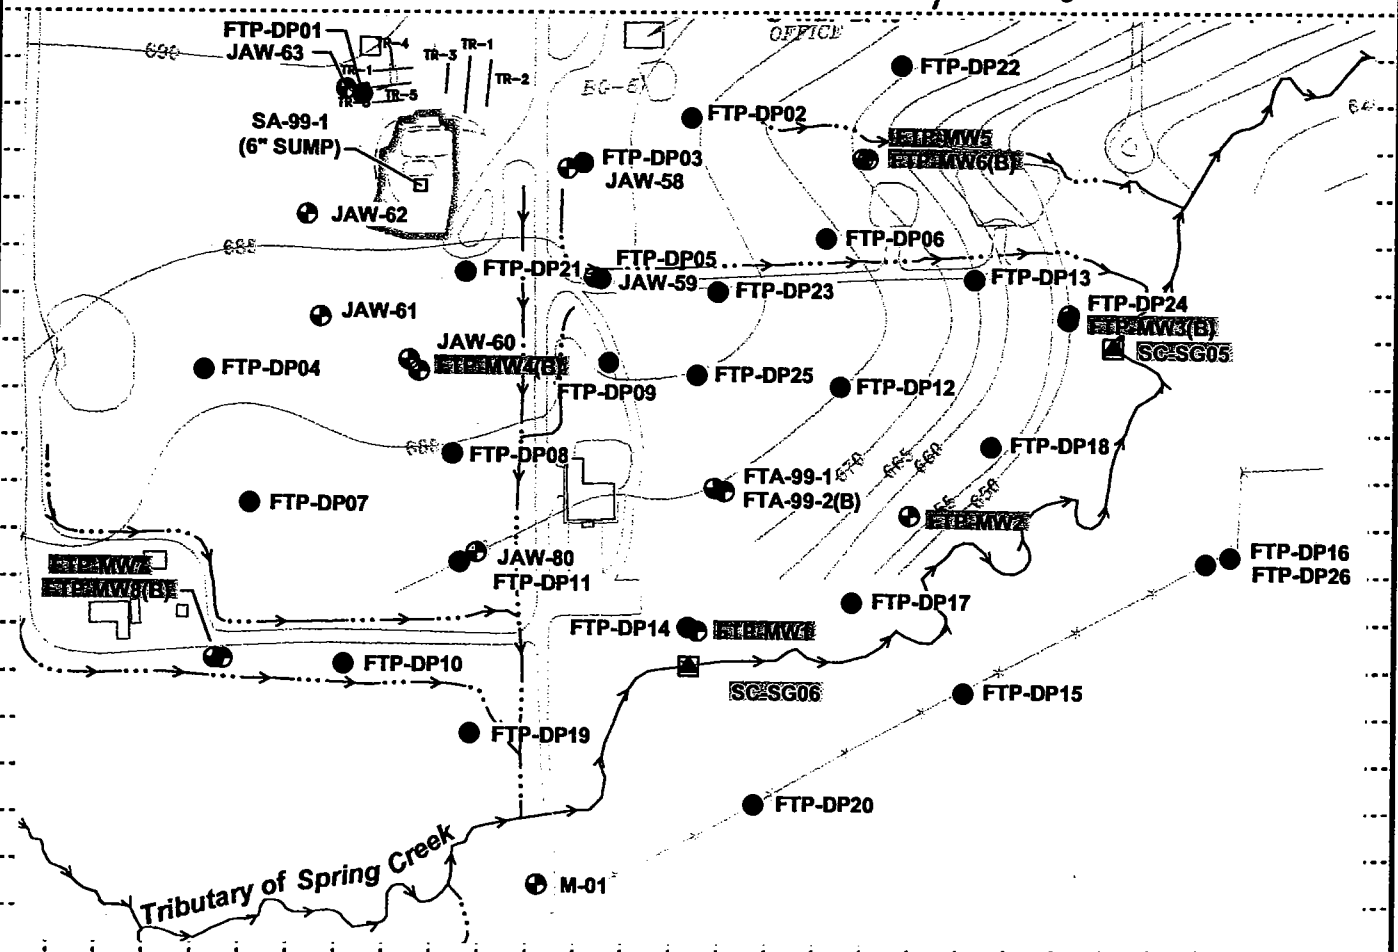 OFFICE
FTP-DP01
JAW-63
690
TR-4
TR-3
TR-1
TR-2
TR-1
TR-5
FTP-DP22
FTP-DP02
SA-99-1
(6" SUMP)
FTP-MW5
FTP-MW6(B)
FTP-DP03
JAW-58
JAW-62
685
FTP-DP06
FTP-DP21
FTP-DP05
JAW-59
FTP-DP23
FTP-DP13
JAW-61
FTP-DP24
FTP-MW3(B)
SC-SG05
JAW-60
FTP-MW4(B)
FTP-DP04
FTP-DP09
FTP-DP25
FTP-DP12
FTP-DP08
FTP-DP18
670
665
660
650
FTA-99-1
FTA-99-2(B)
FTP-DP07
FTP-MW2
JAW-80
FTP-DP11
FTP-DP16
FTP-DP26
FTP-MW8(B)
FTP-DP17
FTP-DP14
FTP-MW1
FTP-DP10
SC-SG06
FTP-DP15
FTP-DP19
FTP-DP20
Tributary of Spring Creek
M-01